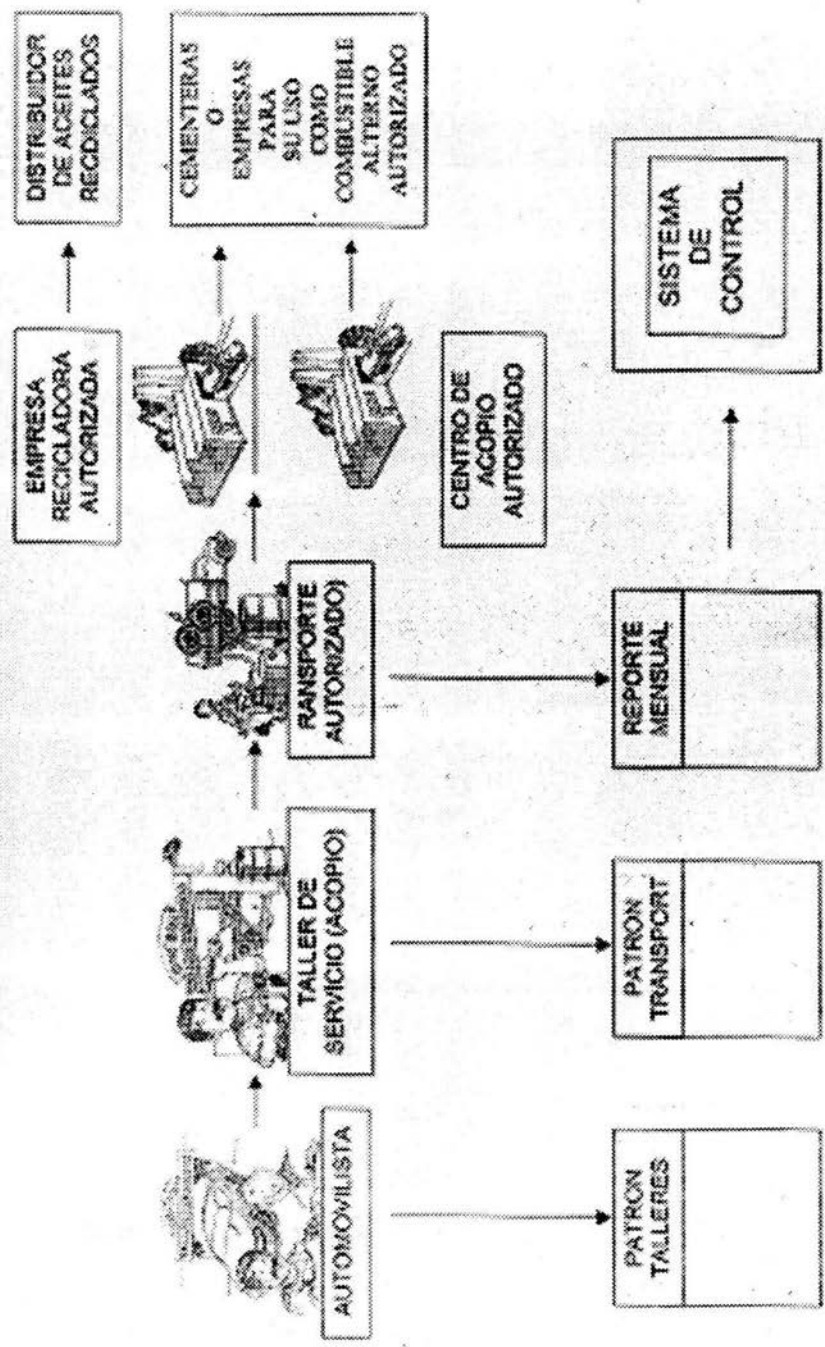 EMPRESA
RECICLADORA
AUTORIZADA
DISTRIBUIDOR
DE ACEITES
RECDICLADOS
CEMENTERAS
O
EMPRESAS
PARA
SU USO
COMO
COMBUSTIBLE
ALTERNO
AUTORIZADO
AUTOMOVILISTA
TALLER DE
SERVICIO (ACOPIO)
RANSPORTE
AUTORIZADO)
CENTRO DE
ACOPIO
AUTORIZADO
PATRON
TALLERES
PATRON
TRANSPORT
REPORTE
MENSUAL
SISTEMA
DE
CONTROL